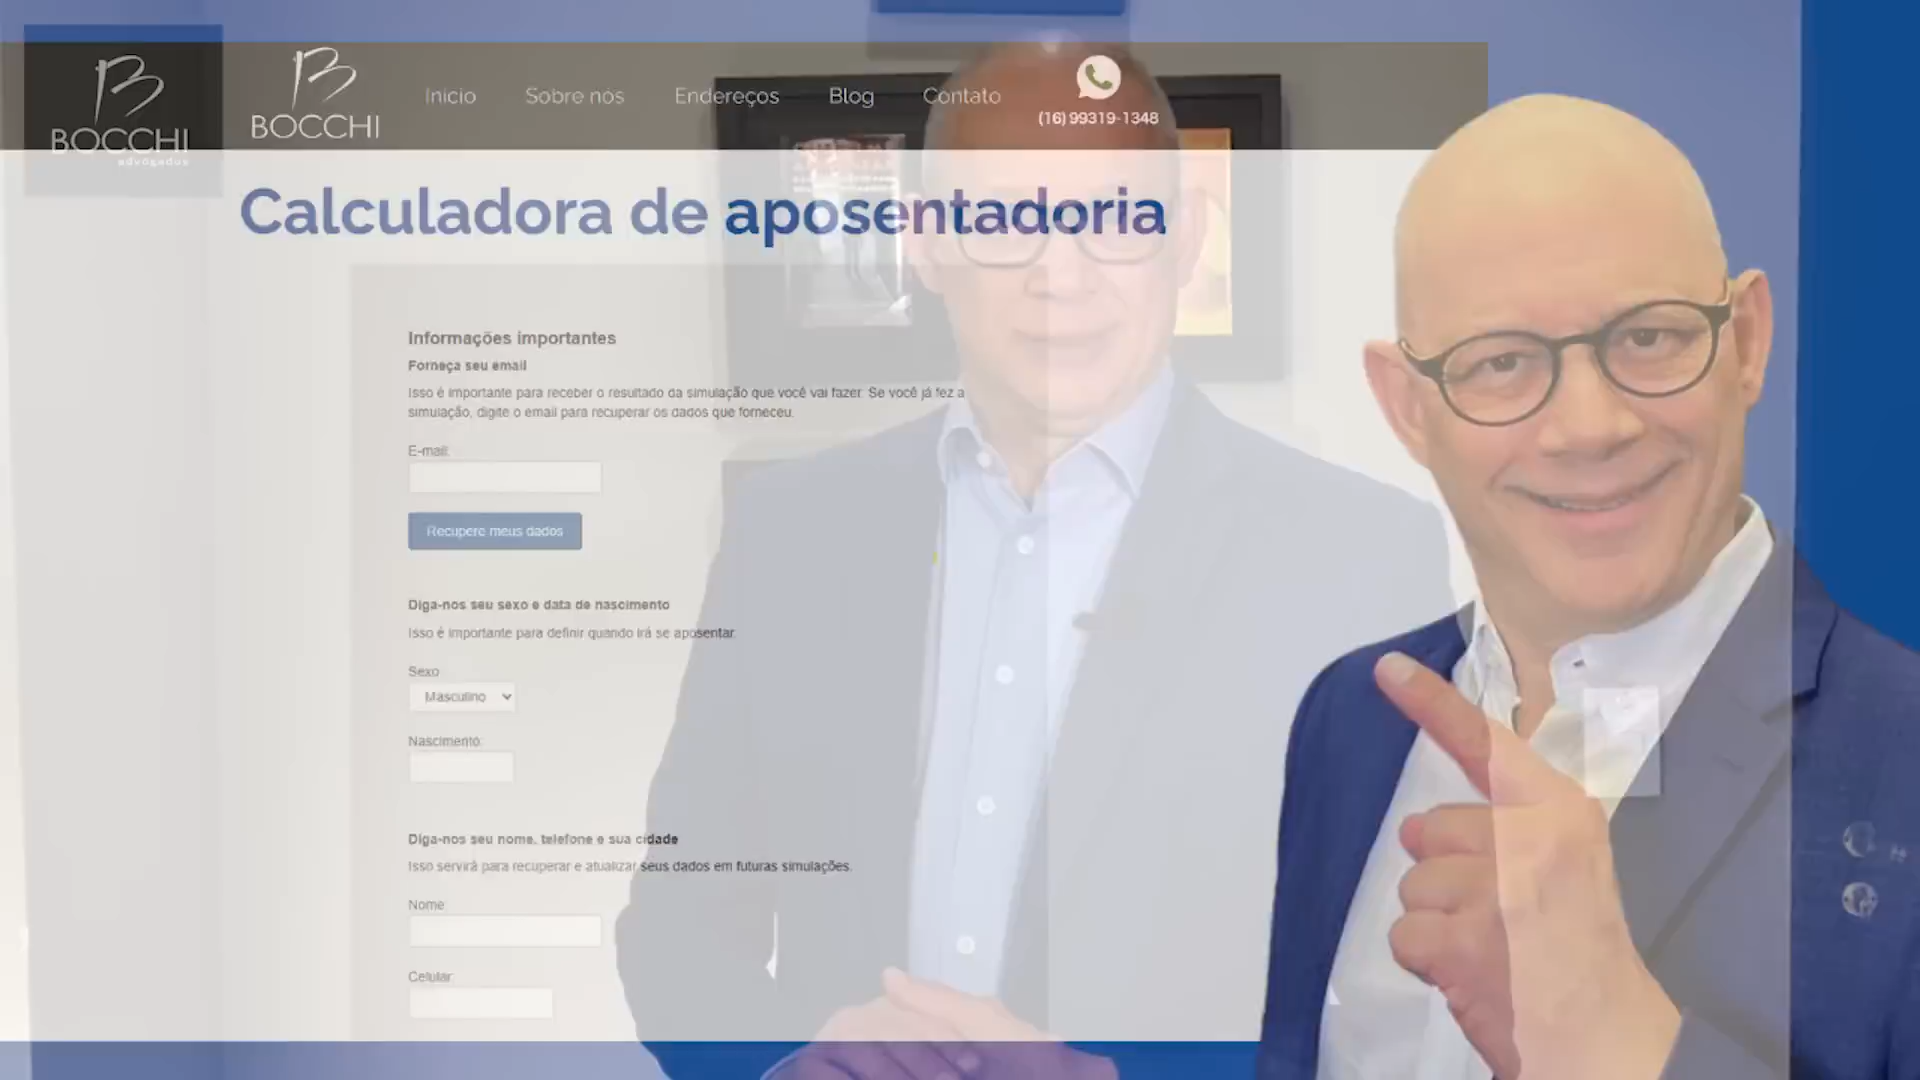 BOCCHI
advogados
BOCCHI
Inicio
Sobre nós
Endereços
Blog
Contato
(16) 99319-1348
Calculadora de aposentadoria
Informações importantes
Forneça seu email
Isso é importante para receber o resultado da simulação que você vai fazer. Se você já fez a
simulação, digite o email para recuperar os dados que forneceu.
E-mail:
Recupere meus dados
Diga-nos seu sexo e data de nascimento
Isso é importante para definir quando irá se aposentar.
Sexo
Masculino
Nascimento:
Diga-nos seu nome, telefone e sua cidade
Isso servirá para recuperar e atualizar seus dados em futuras simulações.
Nome
Celular: